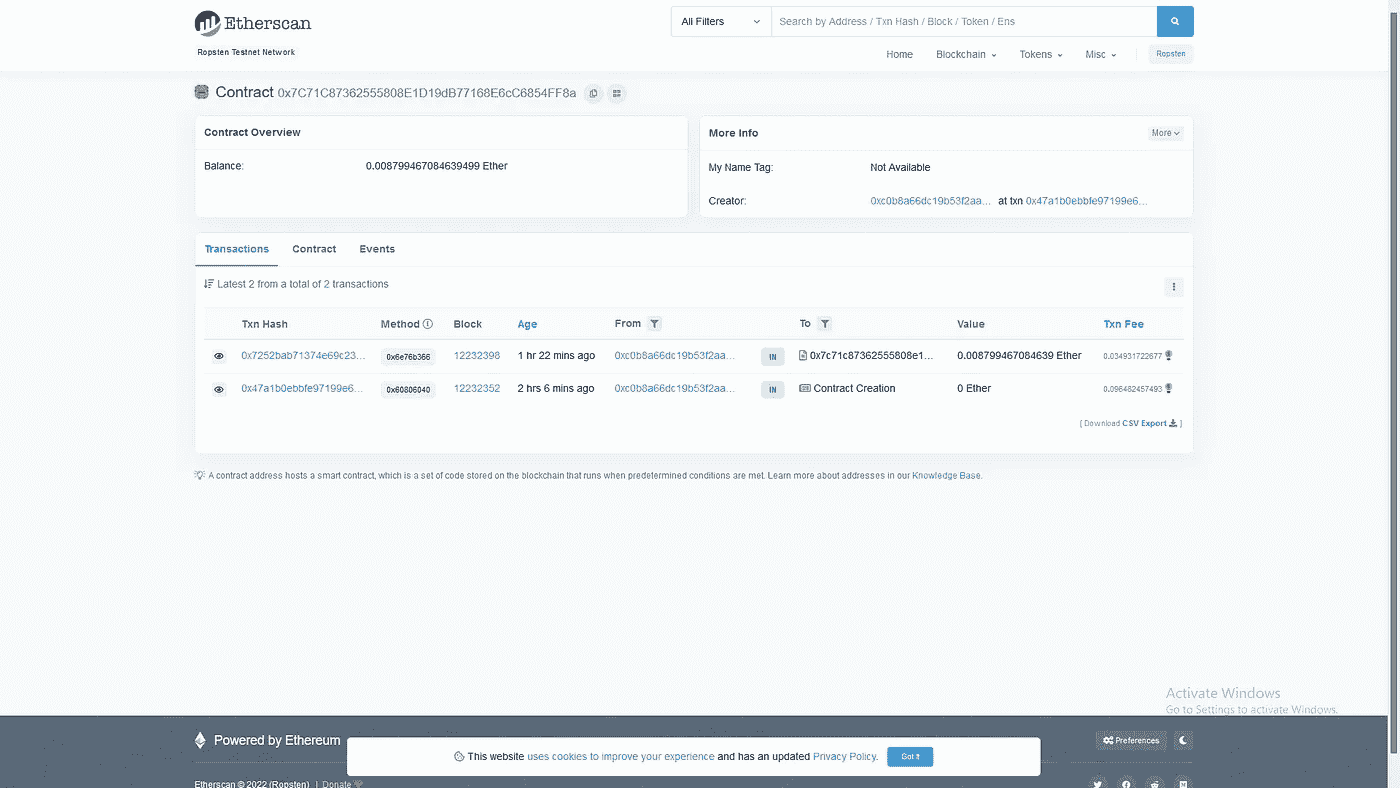 Etherscan
All Filters Search by Address / Txn Hash / Block / Token / Ens
Ropsten Testnet Network
Home Blockchain Tokens Misc Ropsten
Contract 0x7C71C87362555808E1D19dB77168E6cC6854FF8a
Contract Overview
Balance: 0.008799467084639499 Ether
More Info More
My Name Tag: Not Available
Creator: 0xc0b8a66dc19b53f2aa... at txn 0x47a1b0ebbfe97199e6...
Transactions Contract Events
Latest 2 from a total of 2 transactions
Txn Hash Method Block Age From To Value Txn Fee
0x7252bab71374e69c23... 0x6e76b366 12232398 1 hr 22 mins ago 0xc0b8a66dc19b53f2aa... IN 0x7c71c87362555808e1... 0.008799467084639 Ether 0.034931722677
0x47a1b0ebbfe97199e6... 0x60806040 12232352 2 hrs 6 mins ago 0xc0b8a66dc19b53f2aa... IN Contract Creation 0 Ether 0.096462457493
[ Download CSV Export ]
A contract address hosts a smart contract, which is a set of code stored on the blockchain that runs when predetermined conditions are met. Learn more about addresses in our Knowledge Base.
Activate Windows
Go to Settings to activate Windows.
Powered by Ethereum
Preferences
This website uses cookies to improve your experience and has an updated Privacy Policy. Got It
Etherscan © 2022 (Ropsten) | Donate